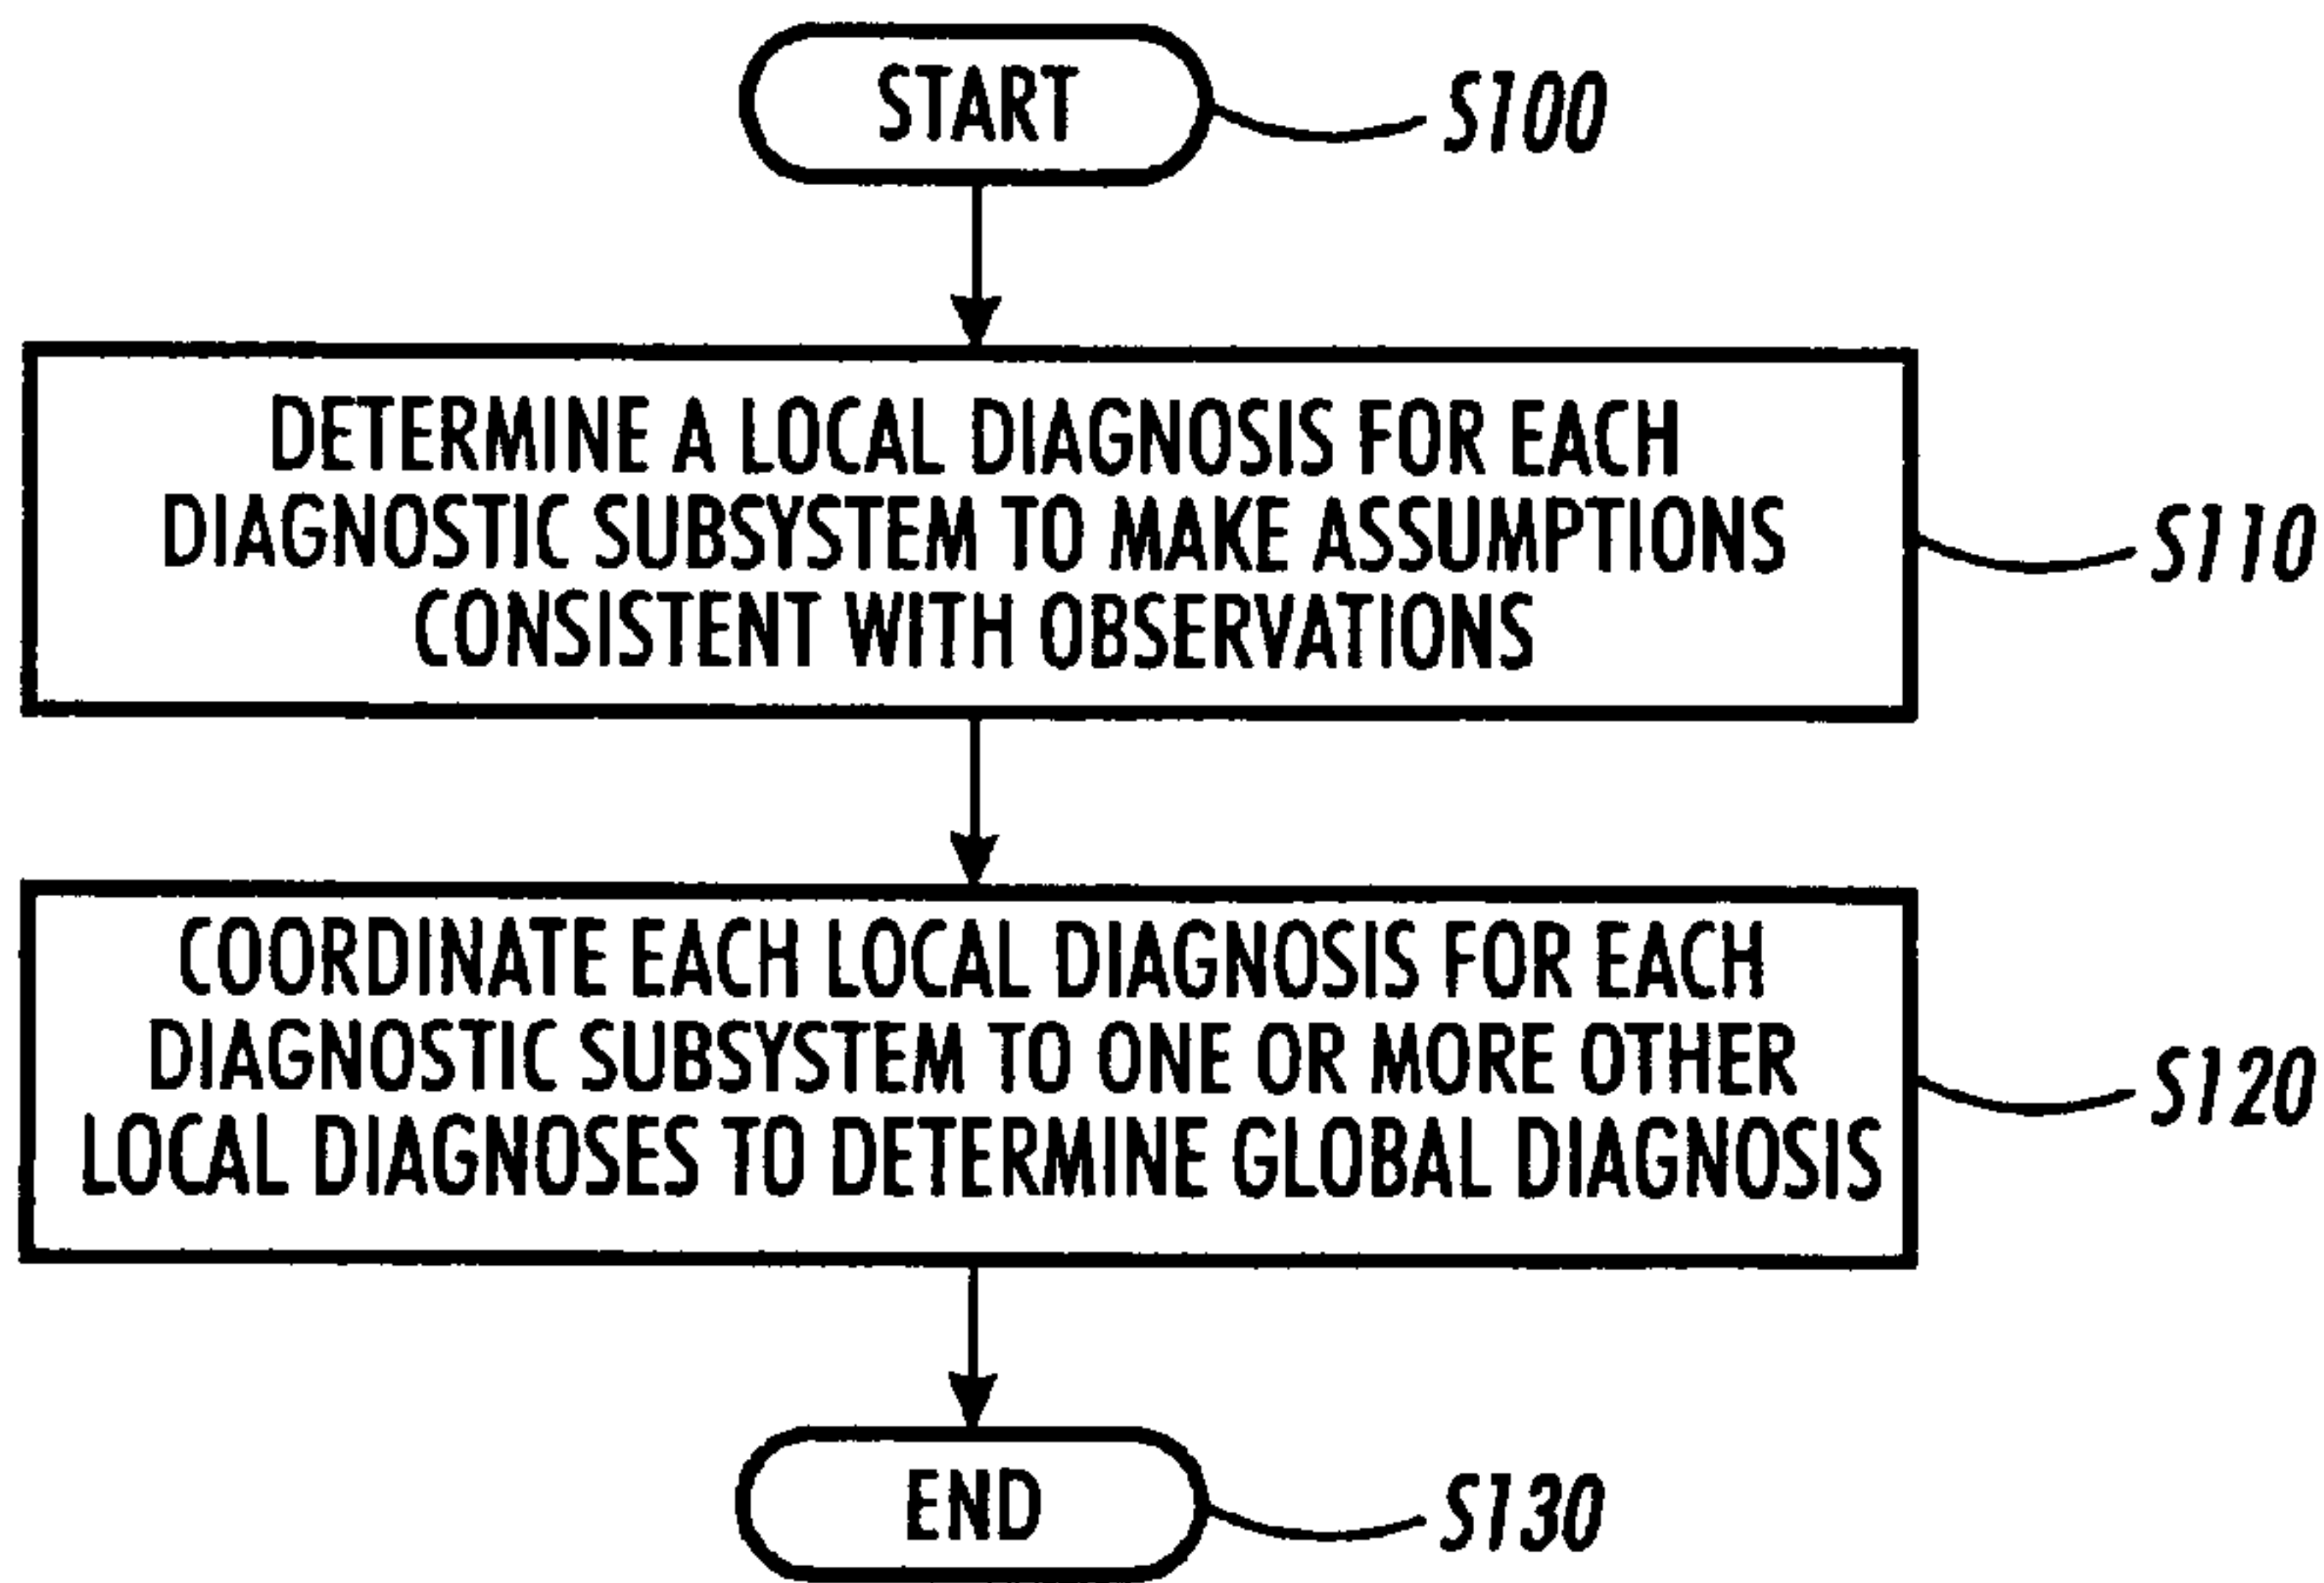 START
S100
DETERMINE A LOCAL DIAGNOSIS FOR EACH
DIAGNOSTIC SUBSYSTEM TO MAKE ASSUMPTIONS
CONSISTENT WITH OBSERVATIONS
S110
COORDINATE EACH LOCAL DIAGNOSIS FOR EACH
DIAGNOSTIC SUBSYSTEM TO ONE OR MORE OTHER
LOCAL DIAGNOSES TO DETERMINE GLOBAL DIAGNOSIS
S120
END
S130